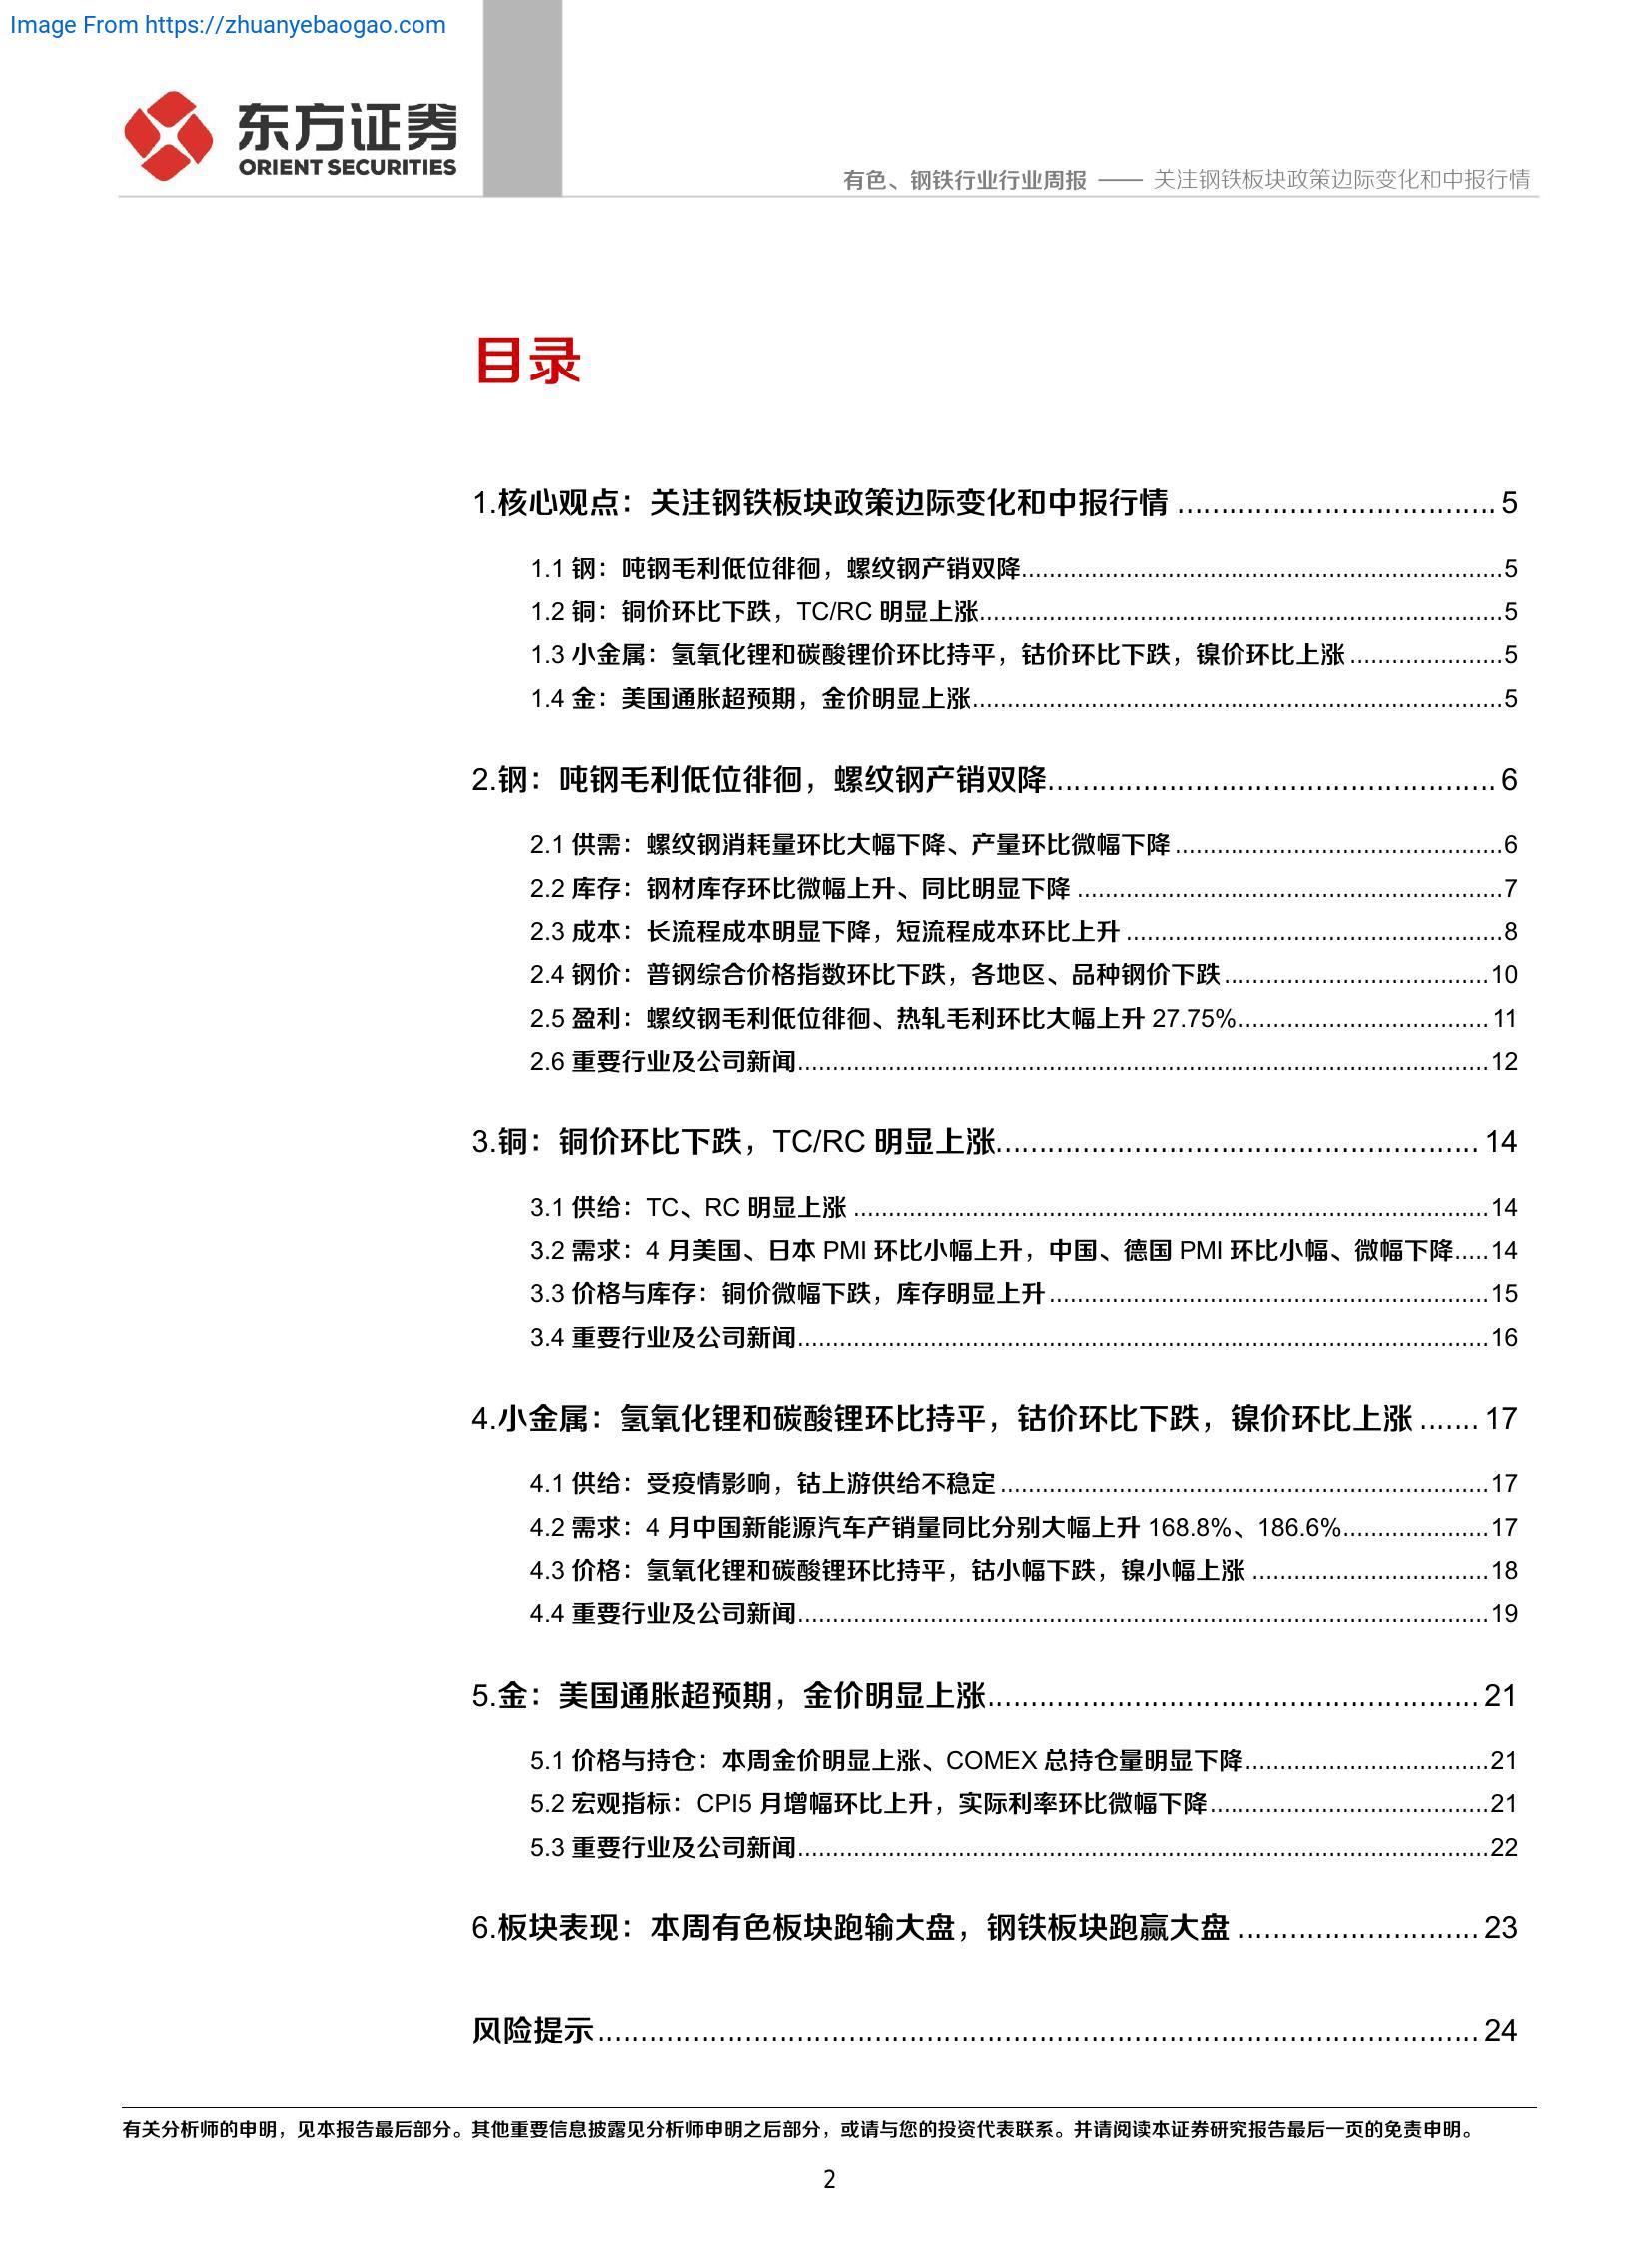 Image From https://zhuanyebaogao.com
东方证券
ORIENT SECURITIES
有色、钢铁行业行业周报 —— 关注钢铁板块政策边际变化和中报行情
目录
1.核心观点：关注钢铁板块政策边际变化和中报行情 ..................................... 5
1.1 钢：吨钢毛利低位徘徊，螺纹钢产销双降.....................................................................5
1.2 铜：铜价环比下跌，TC/RC 明显上涨...........................................................................5
1.3 小金属：氢氧化锂和碳酸锂价环比持平，钴价环比下跌，镍价环比上涨......................5
1.4 金：美国通胀超预期，金价明显上涨............................................................................5
2.钢：吨钢毛利低位徘徊，螺纹钢产销双降.................................................... 6
2.1 供需：螺纹钢消耗量环比大幅下降、产量环比微幅下降...............................................6
2.2 库存：钢材库存环比微幅上升、同比明显下降 .............................................................7
2.3 成本：长流程成本明显下降，短流程成本环比上升......................................................8
2.4 钢价：普钢综合价格指数环比下跌，各地区、品种钢价下跌......................................10
2.5 盈利：螺纹钢毛利低位徘徊、热轧毛利环比大幅上升 27.75%....................................11
2.6 重要行业及公司新闻...................................................................................................12
3.铜：铜价环比下跌，TC/RC 明显上涨........................................................ 14
3.1 供给：TC、RC 明显上涨 ...........................................................................................14
3.2 需求：4 月美国、日本 PMI 环比小幅上升，中国、德国 PMI 环比小幅、微幅下降.....14
3.3 价格与库存：铜价微幅下跌，库存明显上升...............................................................15
3.4 重要行业及公司新闻...................................................................................................16
4.小金属：氢氧化锂和碳酸锂环比持平，钴价环比下跌，镍价环比上涨 ....... 17
4.1 供给：受疫情影响，钴上游供给不稳定......................................................................17
4.2 需求：4 月中国新能源汽车产销量同比分别大幅上升 168.8%、186.6%.....................17
4.3 价格：氢氧化锂和碳酸锂环比持平，钴小幅下跌，镍小幅上涨 ..................................18
4.4 重要行业及公司新闻...................................................................................................19
5.金：美国通胀超预期，金价明显上涨......................................................... 21
5.1 价格与持仓：本周金价明显上涨、COMEX 总持仓量明显下降...................................21
5.2 宏观指标：CPI5 月增幅环比上升，实际利率环比微幅下降........................................21
5.3 重要行业及公司新闻...................................................................................................22
6.板块表现：本周有色板块跑输大盘，钢铁板块跑赢大盘 ............................ 23
风险提示....................................................................................................... 24
有关分析师的申明，见本报告最后部分。其他重要信息披露见分析师申明之后部分，或请与您的投资代表联系。并请阅读本证券研究报告最后一页的免责申明。
2